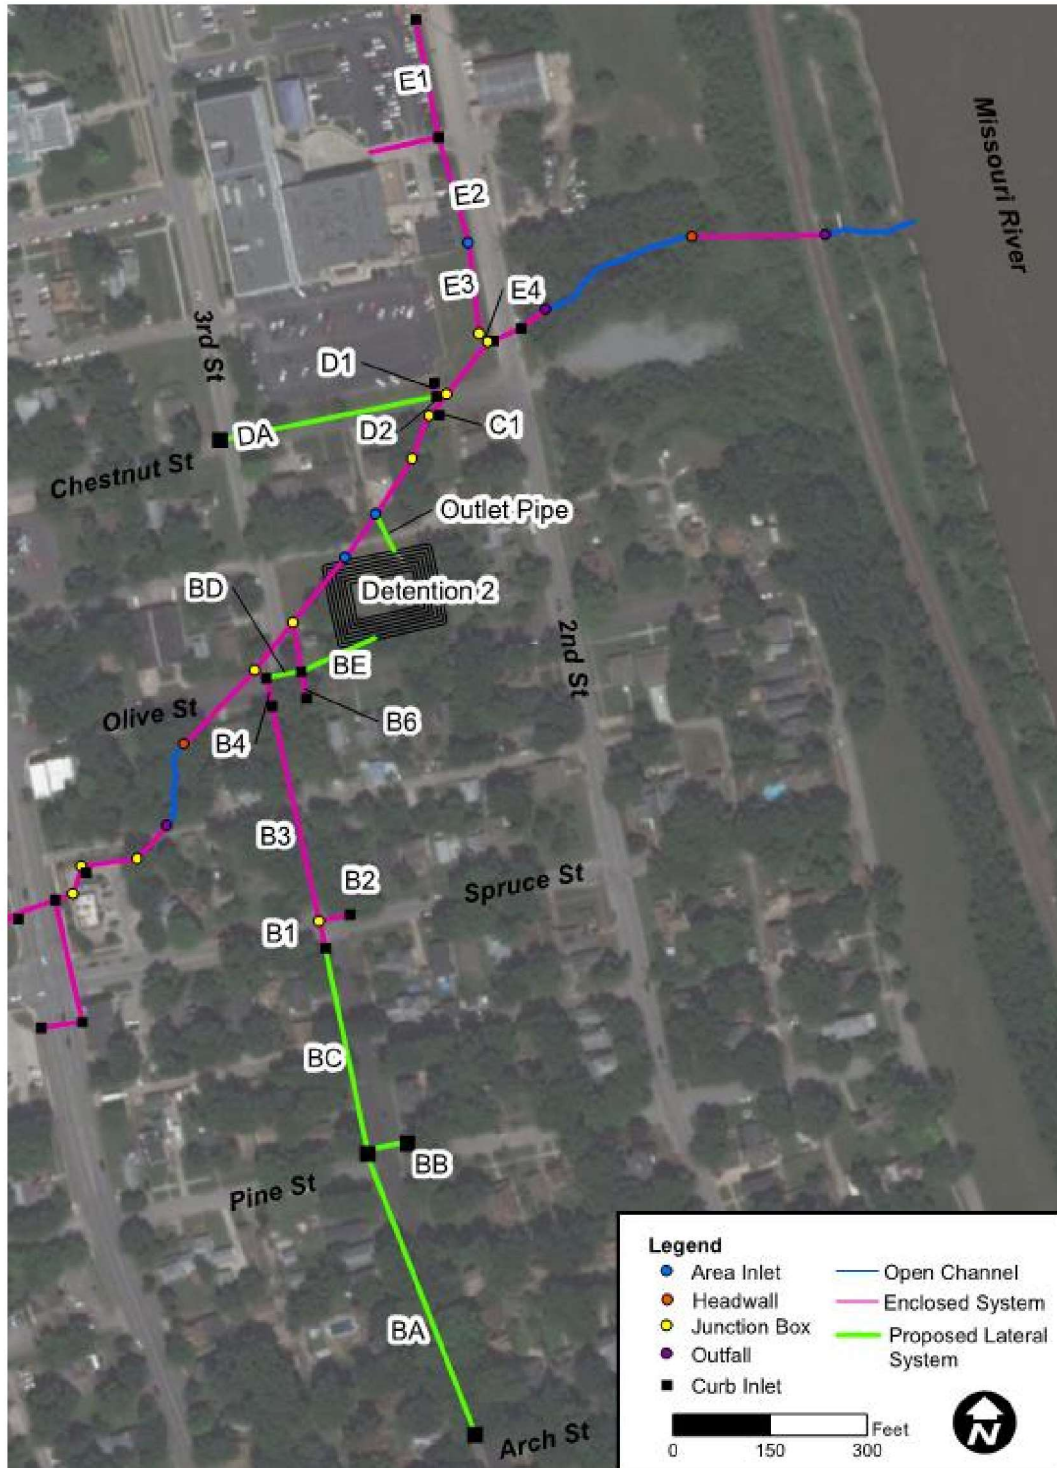 E1
Missouri River
E2
E3
E4
3rd St
D1
DA
D2
C1
Chestnut St
Outlet Pipe
BD
Detention 2
2nd St
BE
Olive St
B6
B4
B3
B2
Spruce St
B1
BC
BB
Pine St
BA
Arch St
Legend
Area Inlet
Headwall
Junction Box
Outfall
Curb Inlet
Open Channel
Enclosed System
Proposed Lateral
System
Feet
0 150 300
N